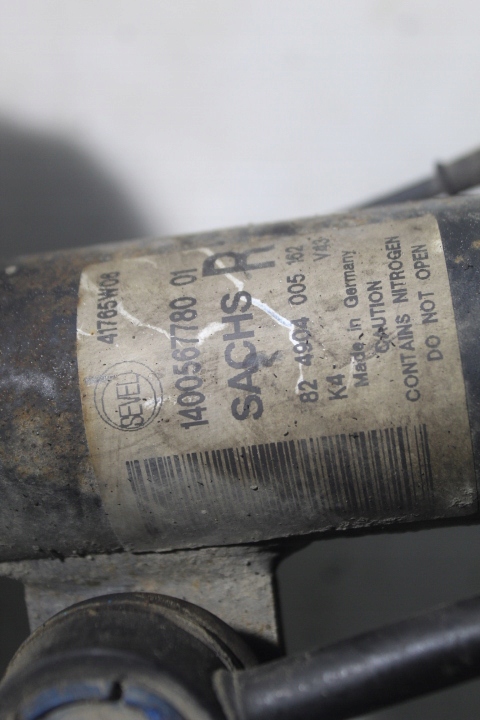 SEVEL 41765W08
1400567780 01
SACHS R
82 4904 005 162
K4 V43
Made in Germany
CAUTION
CONTAINS NITROGEN
DO NOT OPEN